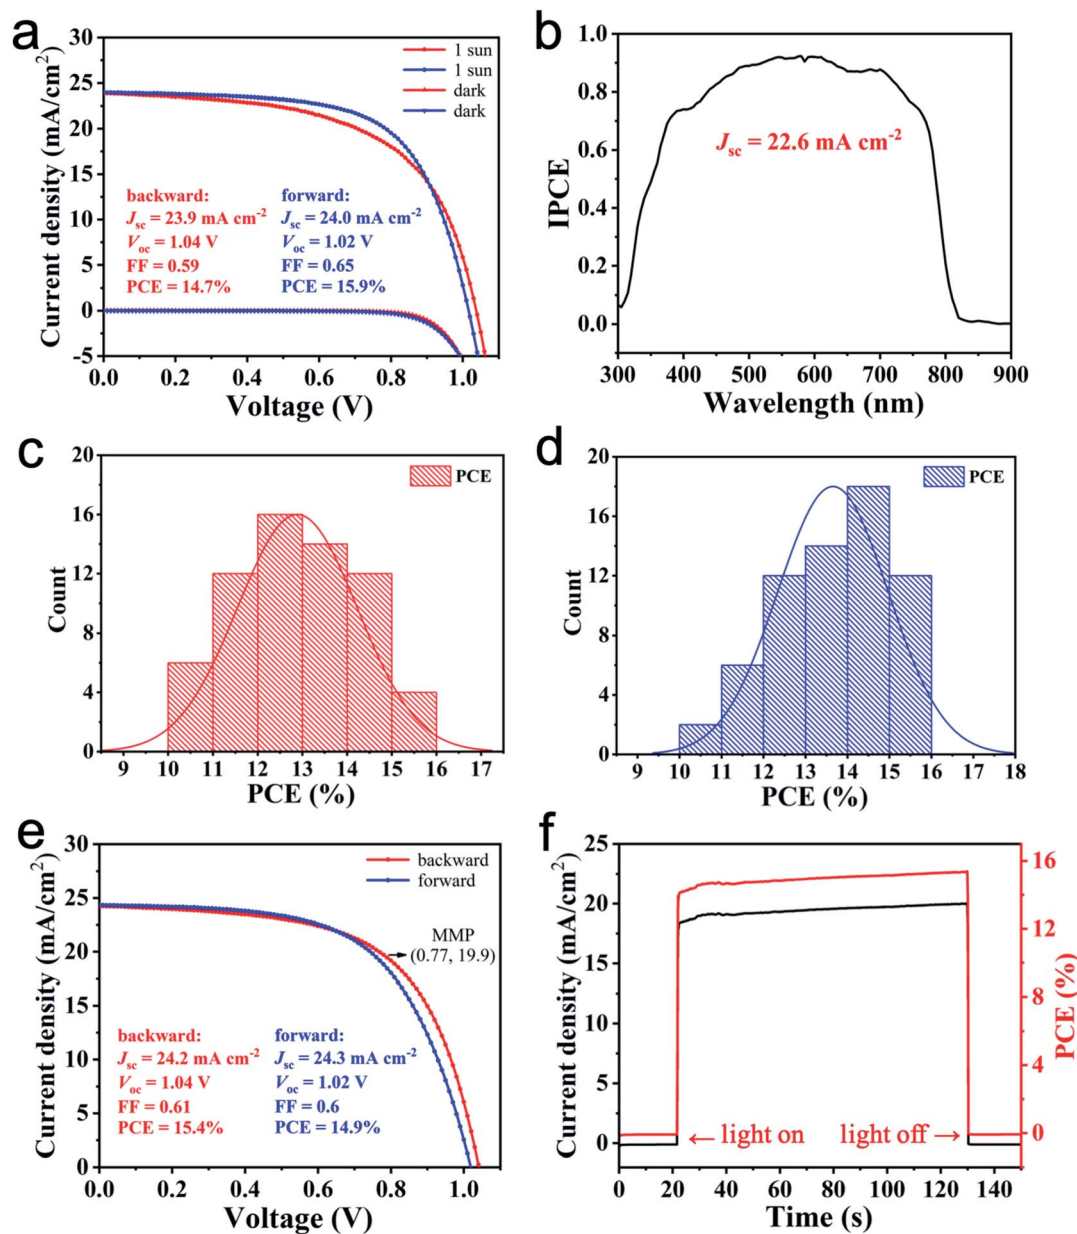 a
Current density (mA/cm²)
30
25
20
15
10
5
0
-5
1 sun
1 sun
dark
dark
backward:
Jsc = 23.9 mA cm⁻²
Voc = 1.04 V
FF = 0.59
PCE = 14.7%
forward:
Jsc = 24.0 mA cm⁻²
Voc = 1.02 V
FF = 0.65
PCE = 15.9%
0.0 0.2 0.4 0.6 0.8 1.0
Voltage (V)
b
IPCE
1.0
0.8
0.6
0.4
0.2
0.0
Jsc = 22.6 mA cm⁻²
300 400 500 600 700 800 900
Wavelength (nm)
c
Count
20
16
12
8
4
0
PCE
9 10 11 12 13 14 15 16 17
PCE (%)
d
Count
20
16
12
8
4
0
PCE
9 10 11 12 13 14 15 16 17 18
PCE (%)
e
Current density (mA/cm²)
30
25
20
15
10
5
0
backward
forward
MMP
(0.77, 19.9)
backward:
Jsc = 24.2 mA cm⁻²
Voc = 1.04 V
FF = 0.61
PCE = 15.4%
forward:
Jsc = 24.3 mA cm⁻²
Voc = 1.02 V
FF = 0.6
PCE = 14.9%
0.0 0.2 0.4 0.6 0.8 1.0
Voltage (V)
f
Current density (mA/cm²)
25
20
15
10
5
0
← light on
light off →
16
12
8
4
0
PCE (%)
0 20 40 60 80 100 120 140
Time (s)